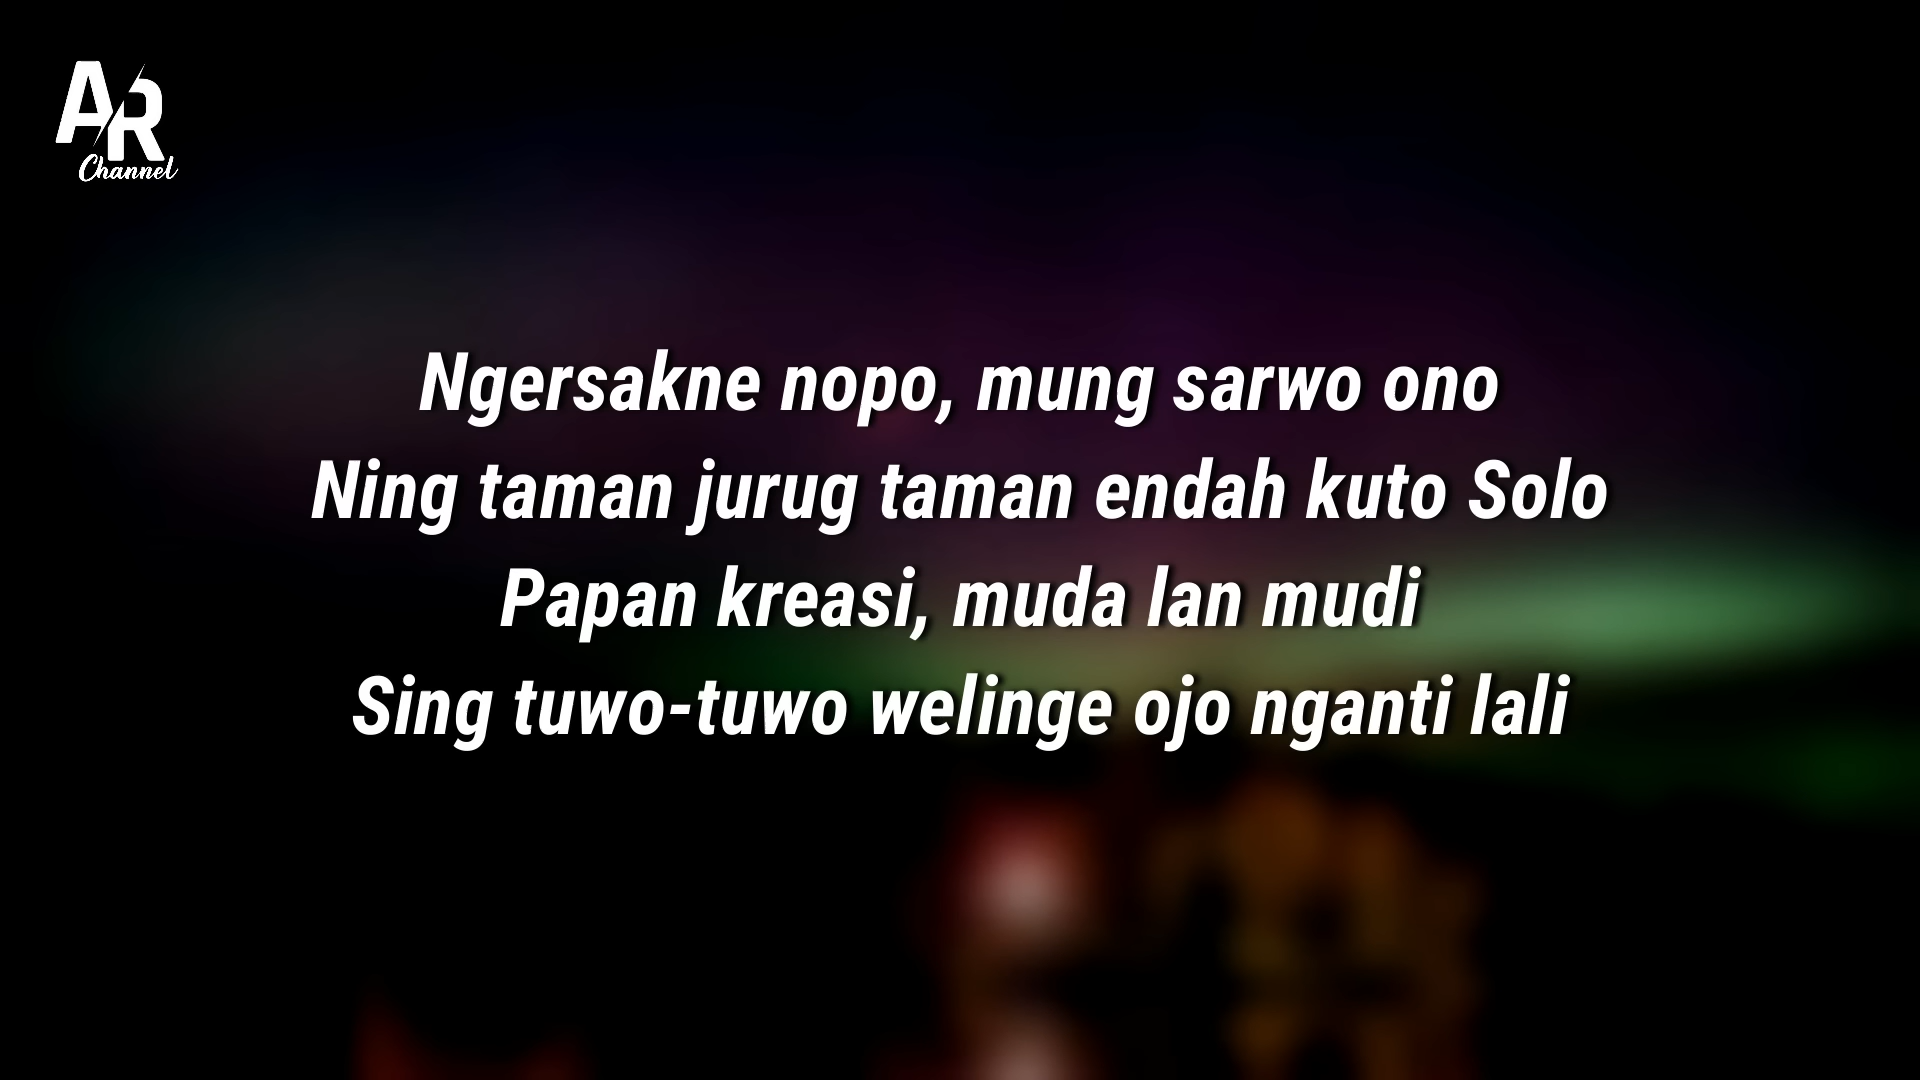 AR
Channel
Ngersakne nopo, mung sarwo ono
Ning taman jurug taman endah kuto Solo
Papan kreasi, muda lan mudi
Sing tuwo-tuwo welinge ojo nganti lali